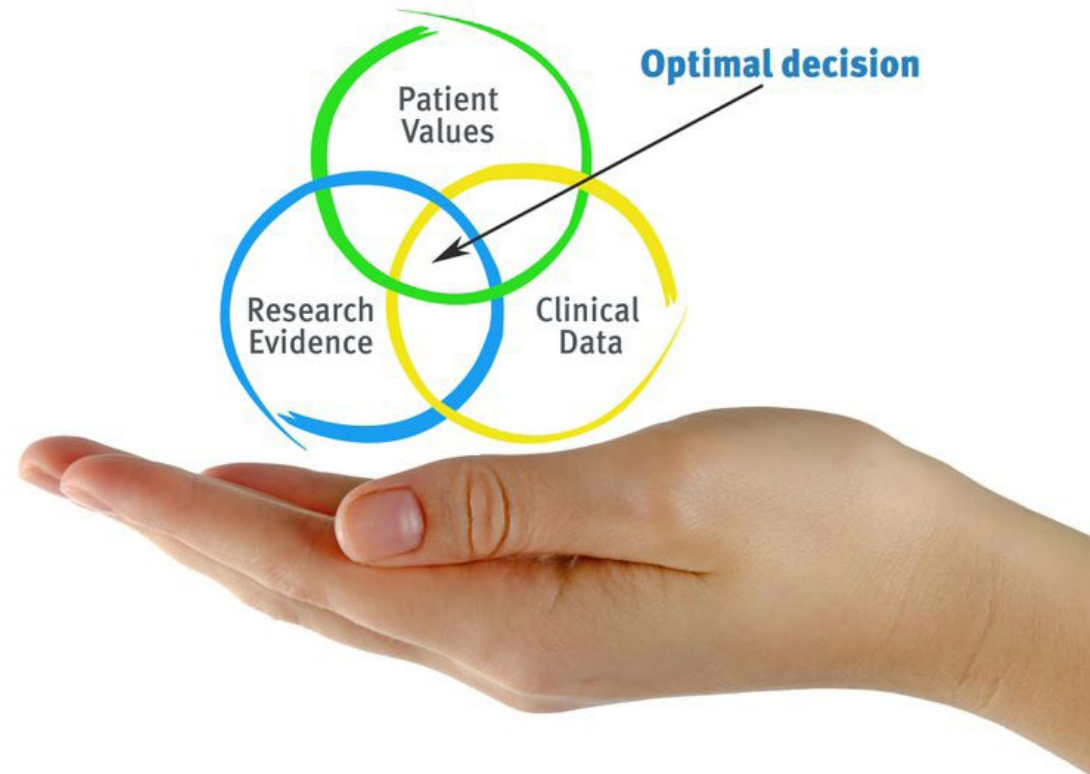 Optimal decision
Patient
Values
Research
Evidence
Clinical
Data